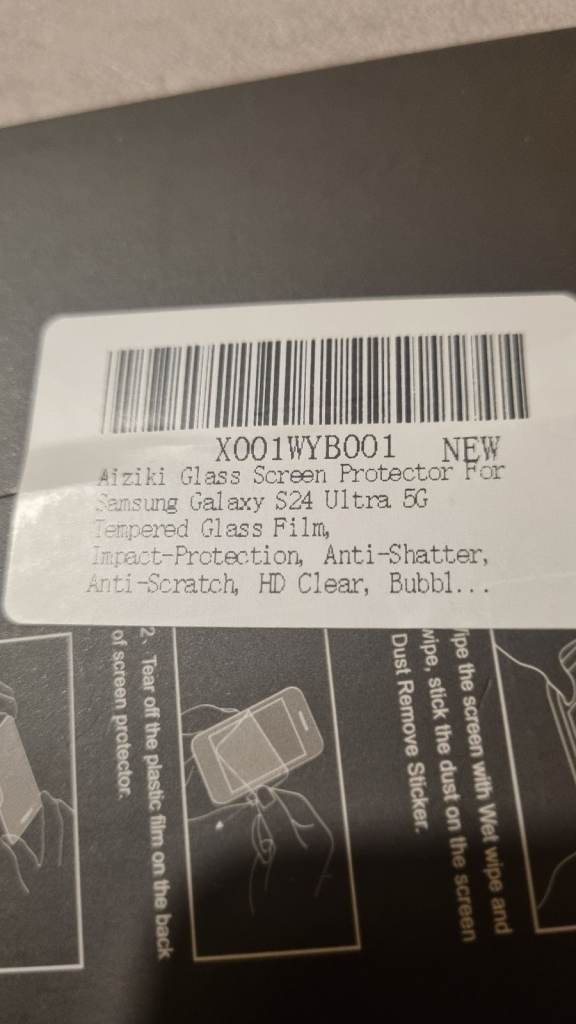 X001WYB001 NEW
Aiziki Glass Screen Protector For
Samsung Galaxy S24 Ultra 5G
Tempered Glass Film,
Impact-Protection, Anti-Shatter,
Anti-Scratch, HD Clear, Bubbl...
ipe the screen with Wet wipe and
wipe, stick the dust on the screen
Dust Remove Sticker.
2. Tear off the plastic film on the back
of screen protector.